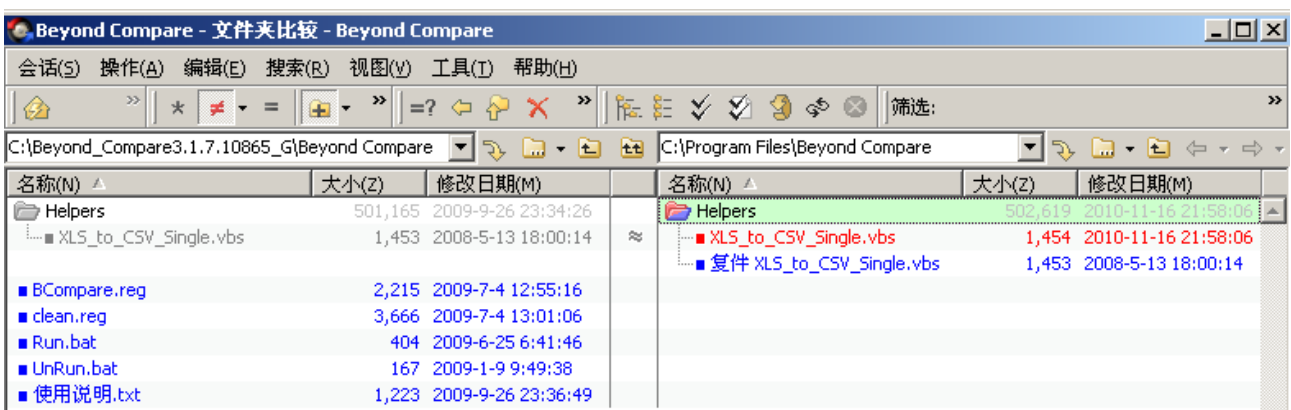 Beyond Compare - 文件夹比较 - Beyond Compare
会话(S) 操作(A) 编辑(E) 搜索(R) 视图(V) 工具(T) 帮助(H)
» * ≠ = » =? » 筛选: »
C:\Beyond_Compare3.1.7.10865_G\Beyond Compare C:\Program Files\Beyond Compare
名称(N) 大小(Z) 修改日期(M) 名称(N) 大小(Z) 修改日期(M)
Helpers 501,165 2009-9-26 23:34:26 Helpers 502,619 2010-11-16 21:58:06
XLS_to_CSV_Single.vbs 1,453 2008-5-13 18:00:14 ≈ XLS_to_CSV_Single.vbs 1,454 2010-11-16 21:58:06
复件 XLS_to_CSV_Single.vbs 1,453 2008-5-13 18:00:14
BCompare.reg 2,215 2009-7-4 12:55:16
clean.reg 3,666 2009-7-4 13:01:06
Run.bat 404 2009-6-25 6:41:46
UnRun.bat 167 2009-1-9 9:49:38
使用说明.txt 1,223 2009-9-26 23:36:49